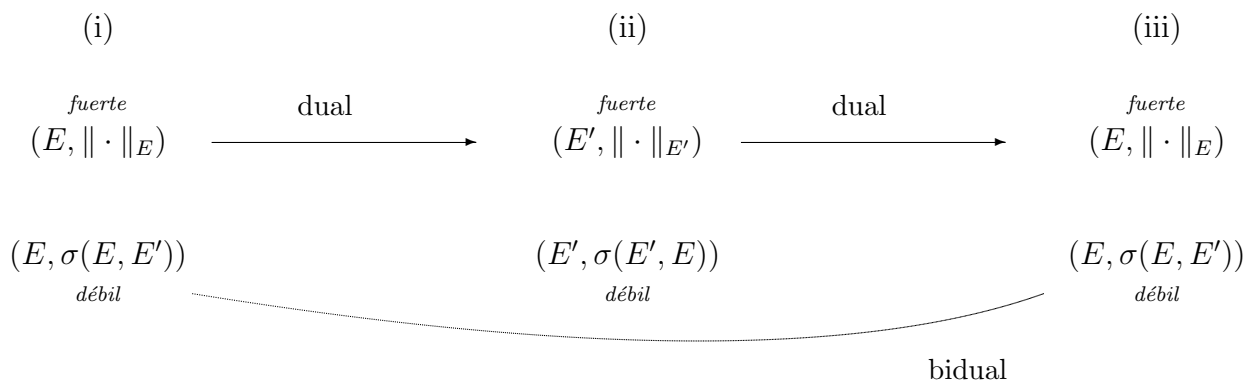 (i) (ii) (iii)
fuerte dual fuerte dual fuerte
(E, ‖ · ‖_E) (E′, ‖ · ‖_{E′}) (E, ‖ · ‖_E)
(E, σ(E, E′)) (E′, σ(E′, E)) (E, σ(E, E′))
débil débil débil
bidual